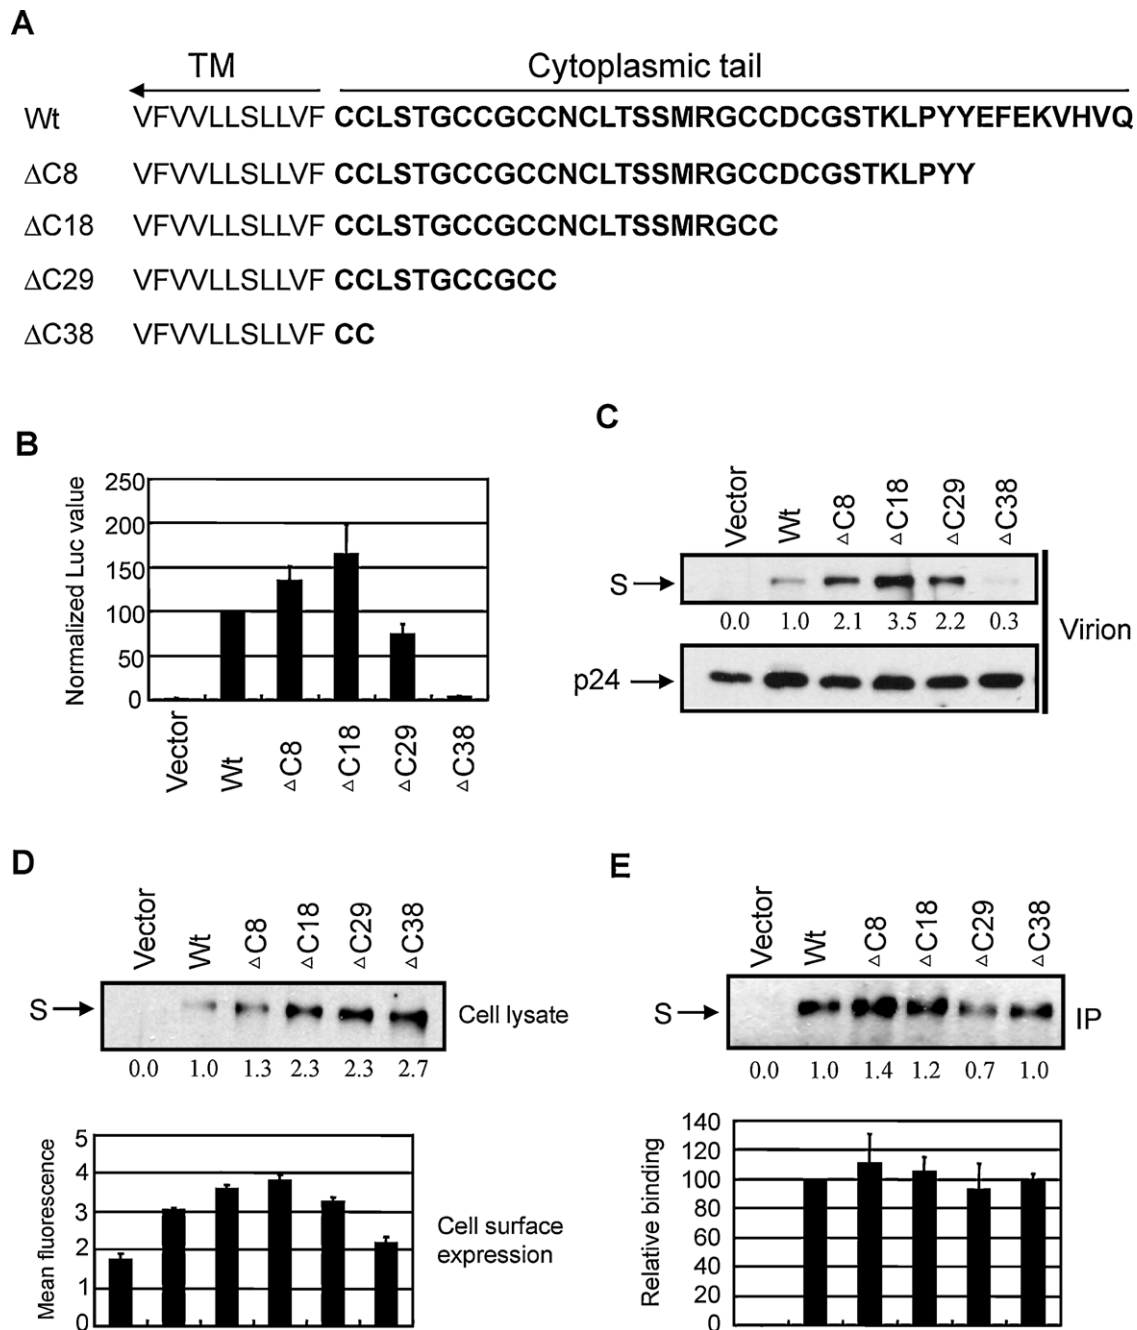 A
TM Cytoplasmic tail
Wt VFVVLLSLLVF CCLSTGCCGCCNCLTSSMRGCCDCGSTKLPYYEFEKVHVQ
ΔC8 VFVVLLSLLVF CCLSTGCCGCCNCLTSSMRGCCDCGSTKLPYY
ΔC18 VFVVLLSLLVF CCLSTGCCGCCNCLTSSMRGCC
ΔC29 VFVVLLSLLVF CCLSTGCCGCC
ΔC38 VFVVLLSLLVF CC
B
Normalized Luc value
250
200
150
100
50
0
Vector Wt ΔC8 ΔC18 ΔC29 ΔC38
C
Vector Wt ΔC8 ΔC18 ΔC29 ΔC38
S
0.0 1.0 2.1 3.5 2.2 0.3
p24
Virion
D
Vector Wt ΔC8 ΔC18 ΔC29 ΔC38
S
Cell lysate
0.0 1.0 1.3 2.3 2.3 2.7
Mean fluorescence
5
4
3
2
1
0
Cell surface
expression
E
Vector Wt ΔC8 ΔC18 ΔC29 ΔC38
S
IP
0.0 1.0 1.4 1.2 0.7 1.0
Relative binding
140
120
100
80
60
40
20
0